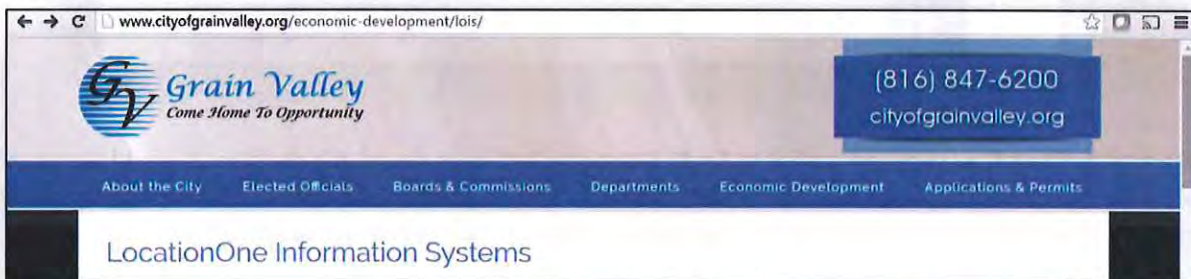 www.cityofgrainvalley.org/economic-development/lois/
GV
Grain Valley
Come Home To Opportunity
(816) 847-6200
cityofgrainvalley.org
About the City Elected Officials Boards & Commissions Departments Economic Development Applications & Permits
LocationOne Information Systems